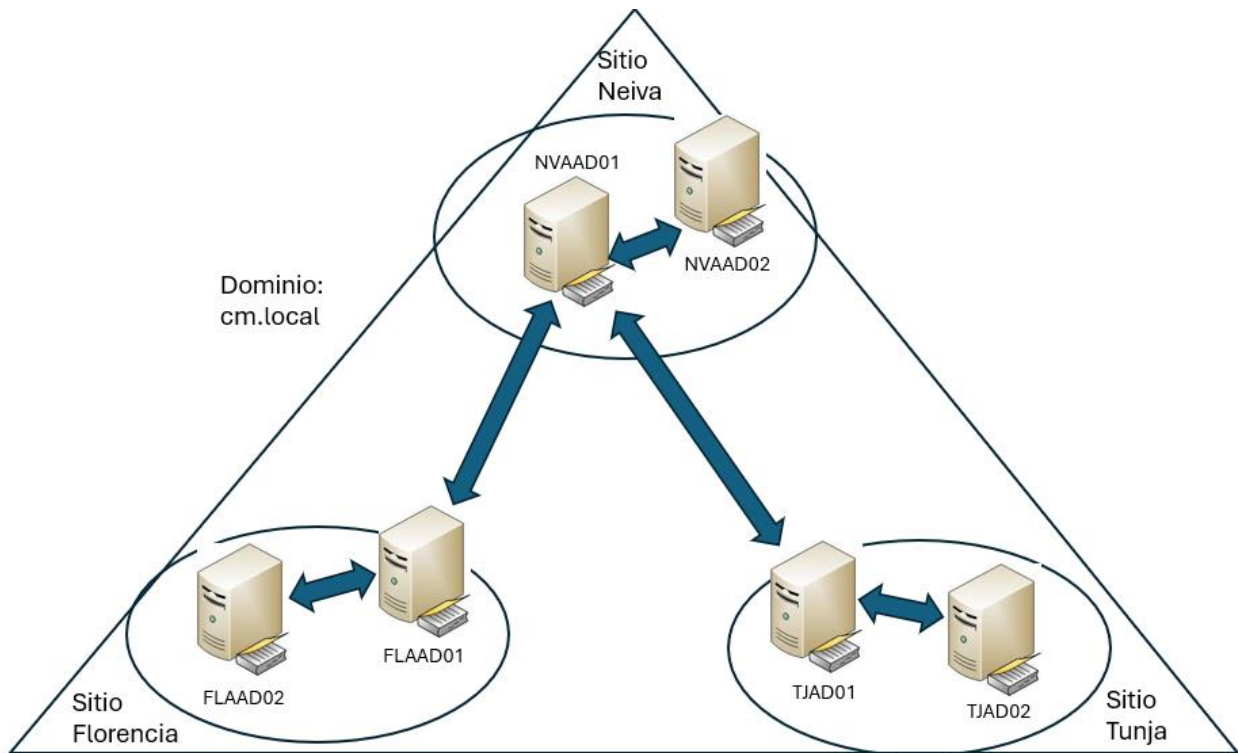 Sitio
Neiva
NVAAD01
NVAAD02
Dominio:
cm.local
FLAAD01
FLAAD02
TJAD01
TJAD02
Sitio
Florencia
Sitio
Tunja